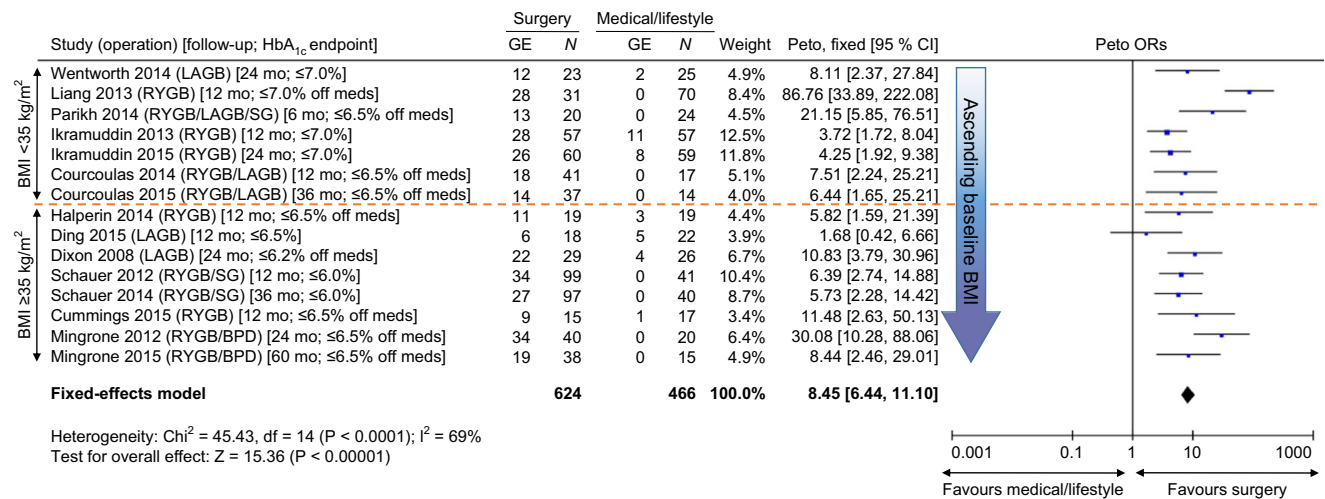 Surgery Medical/lifestyle
Study (operation) [follow-up; HbA1c endpoint] GE N GE N Weight Peto, fixed [95 % CI] Peto ORs
BMI <35 kg/m2
Wentworth 2014 (LAGB) [24 mo; ≤7.0%] 12 23 2 25 4.9% 8.11 [2.37, 27.84]
Liang 2013 (RYGB) [12 mo; ≤7.0% off meds] 28 31 0 70 8.4% 86.76 [33.89, 222.08]
Parikh 2014 (RYGB/LAGB/SG) [6 mo; ≤6.5% off meds] 13 20 0 24 4.5% 21.15 [5.85, 76.51]
Ikramuddin 2013 (RYGB) [12 mo; ≤7.0%] 28 57 11 57 12.5% 3.72 [1.72, 8.04]
Ikramuddin 2015 (RYGB) [24 mo; ≤7.0%] 26 60 8 59 11.8% 4.25 [1.92, 9.38]
Courcoulas 2014 (RYGB/LAGB) [12 mo; ≤6.5% off meds] 18 41 0 17 5.1% 7.51 [2.24, 25.21]
Courcoulas 2015 (RYGB/LAGB) [36 mo; ≤6.5% off meds] 14 37 0 14 4.0% 6.44 [1.65, 25.21]
BMI ≥35 kg/m2
Halperin 2014 (RYGB) [12 mo; ≤6.5% off meds] 11 19 3 19 4.4% 5.82 [1.59, 21.39]
Ding 2015 (LAGB) [12 mo; ≤6.5%] 6 18 5 22 3.9% 1.68 [0.42, 6.66]
Dixon 2008 (LAGB) [24 mo; ≤6.2% off meds] 22 29 4 26 6.7% 10.83 [3.79, 30.96]
Schauer 2012 (RYGB/SG) [12 mo; ≤6.0%] 34 99 0 41 10.4% 6.39 [2.74, 14.88]
Schauer 2014 (RYGB/SG) [36 mo; ≤6.0%] 27 97 0 40 8.7% 5.73 [2.28, 14.42]
Cummings 2015 (RYGB) [12 mo; ≤6.5% off meds] 9 15 1 17 3.4% 11.48 [2.63, 50.13]
Mingrone 2012 (RYGB/BPD) [24 mo; ≤6.5% off meds] 34 40 0 20 6.4% 30.08 [10.28, 88.06]
Mingrone 2015 (RYGB/BPD) [60 mo; ≤6.5% off meds] 19 38 0 15 4.9% 8.44 [2.46, 29.01]
Ascending baseline BMI
Fixed-effects model 624 466 100.0% 8.45 [6.44, 11.10]
Heterogeneity: Chi2 = 45.43, df = 14 (P < 0.0001); I2 = 69%
Test for overall effect: Z = 15.36 (P < 0.00001)
0.001 0.1 1 10 1000
Favours medical/lifestyle Favours surgery